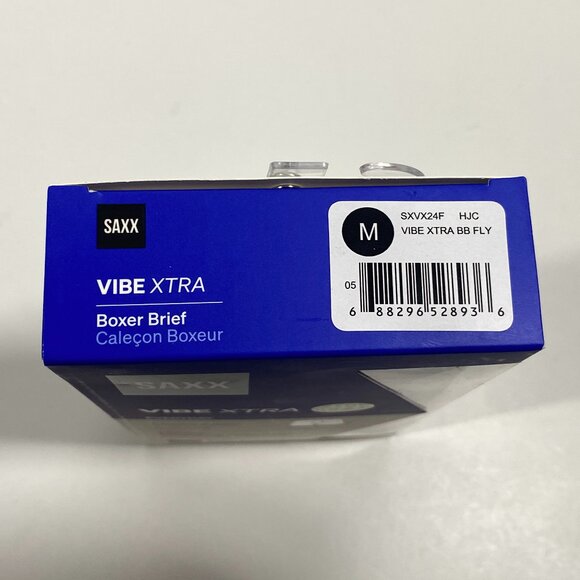 SAXX
VIBE XTRA
Boxer Brief
Caleçon Boxeur
M
SXVX24F HJC
VIBE XTRA BB FLY
05
6 88296 52893 6
SAXX
VIBE XTRA